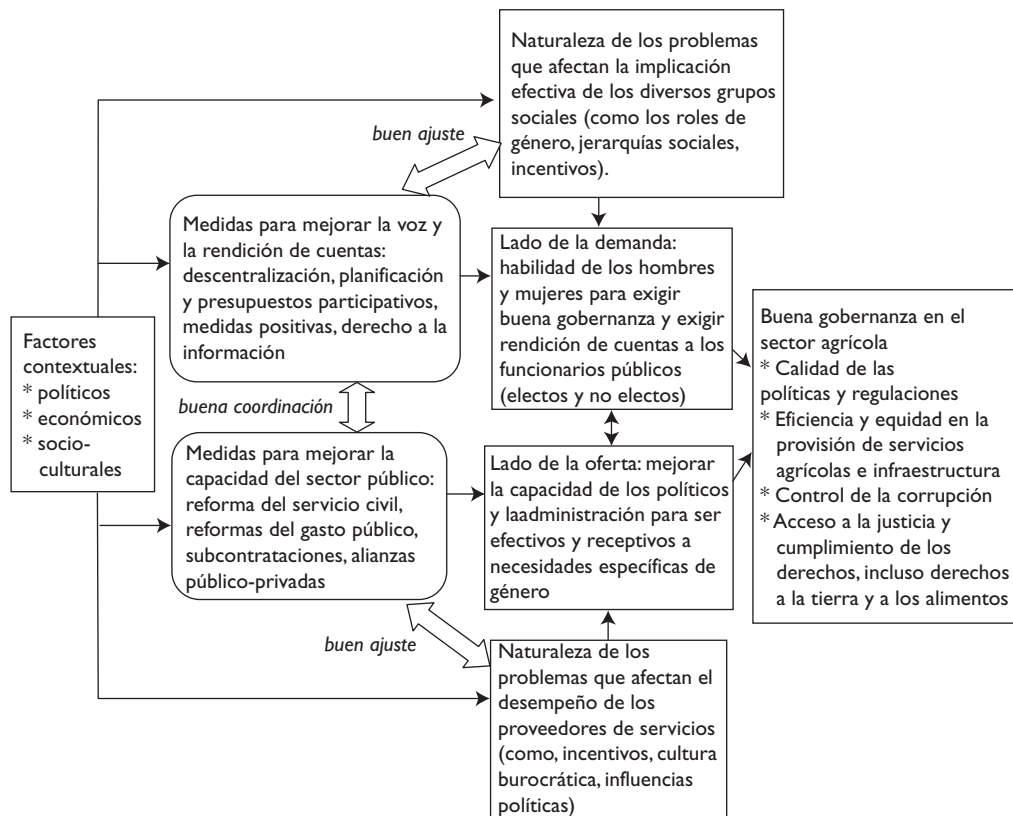 Naturaleza de los problemas
que afectan la implicación
efectiva de los diversos grupos
sociales (como los roles de
género, jerarquías sociales,
incentivos).
buen ajuste
Medidas para mejorar la voz y
la rendición de cuentas:
descentralización, planificación
y presupuestos participativos,
medidas positivas, derecho a la
información
Lado de la demanda:
habilidad de los hombres
y mujeres para exigir
buena gobernanza y exigir
rendición de cuentas a los
funcionarios públicos
(electos y no electos)
Factores
contextuales:
* políticos
* económicos
* socio-
culturales
buena coordinación
Buena gobernanza en el
sector agrícola
* Calidad de las
políticas y regulaciones
* Eficiencia y equidad en la
provisión de servicios
agrícolas e infraestructura
* Control de la corrupción
* Acceso a la justicia y
cumplimiento de los
derechos, incluso derechos
a la tierra y a los alimentos
Medidas para mejorar la
capacidad del sector público:
reforma del servicio civil,
reformas del gasto público,
subcontrataciones, alianzas
público-privadas
Lado de la oferta: mejorar
la capacidad de los políticos
y laadministración para ser
efectivos y receptivos a
necesidades específicas de
género
buen ajuste
Naturaleza de los
problemas que afectan el
desempeño de los
proveedores de servicios
(como, incentivos, cultura
burocrática, influencias
políticas)